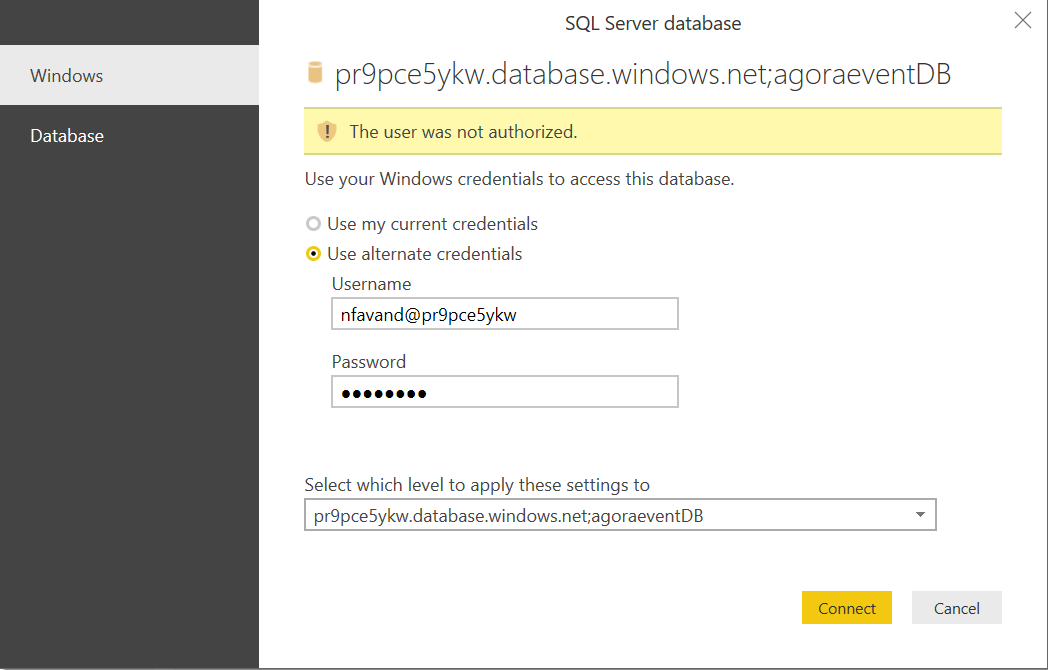 SQL Server database
Windows
Database
pr9pce5ykw.database.windows.net;agoraeventDB
The user was not authorized.
Use your Windows credentials to access this database.
Use my current credentials
Use alternate credentials
Username
nfavand@pr9pce5ykw
Password
●●●●●●●●
Select which level to apply these settings to
pr9pce5ykw.database.windows.net;agoraeventDB
Connect
Cancel